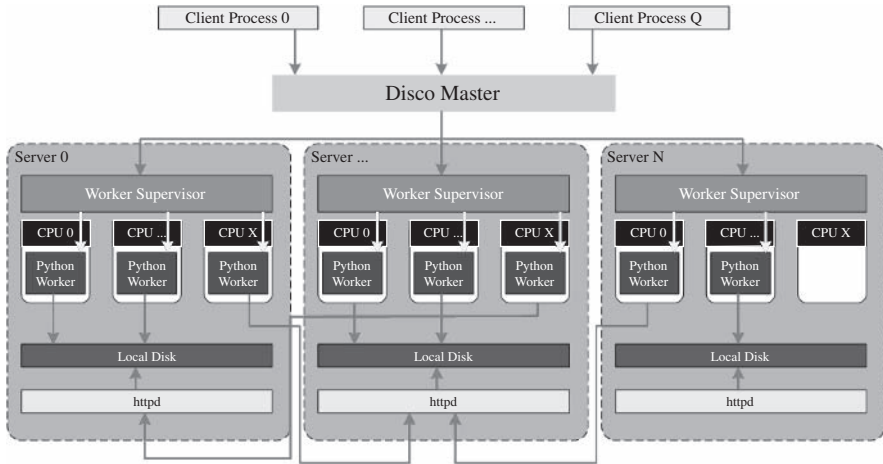 Client Process 0
Client Process ...
Client Process Q
Disco Master
Server 0
Server ...
Server N
Worker Supervisor
Worker Supervisor
Worker Supervisor
CPU 0
CPU ...
CPU X
CPU 0
CPU ...
CPU X
CPU 0
CPU ...
CPU X
Python
Worker
Python
Worker
Python
Worker
Python
Worker
Python
Worker
Python
Worker
Python
Worker
Python
Worker
Local Disk
Local Disk
Local Disk
httpd
httpd
httpd